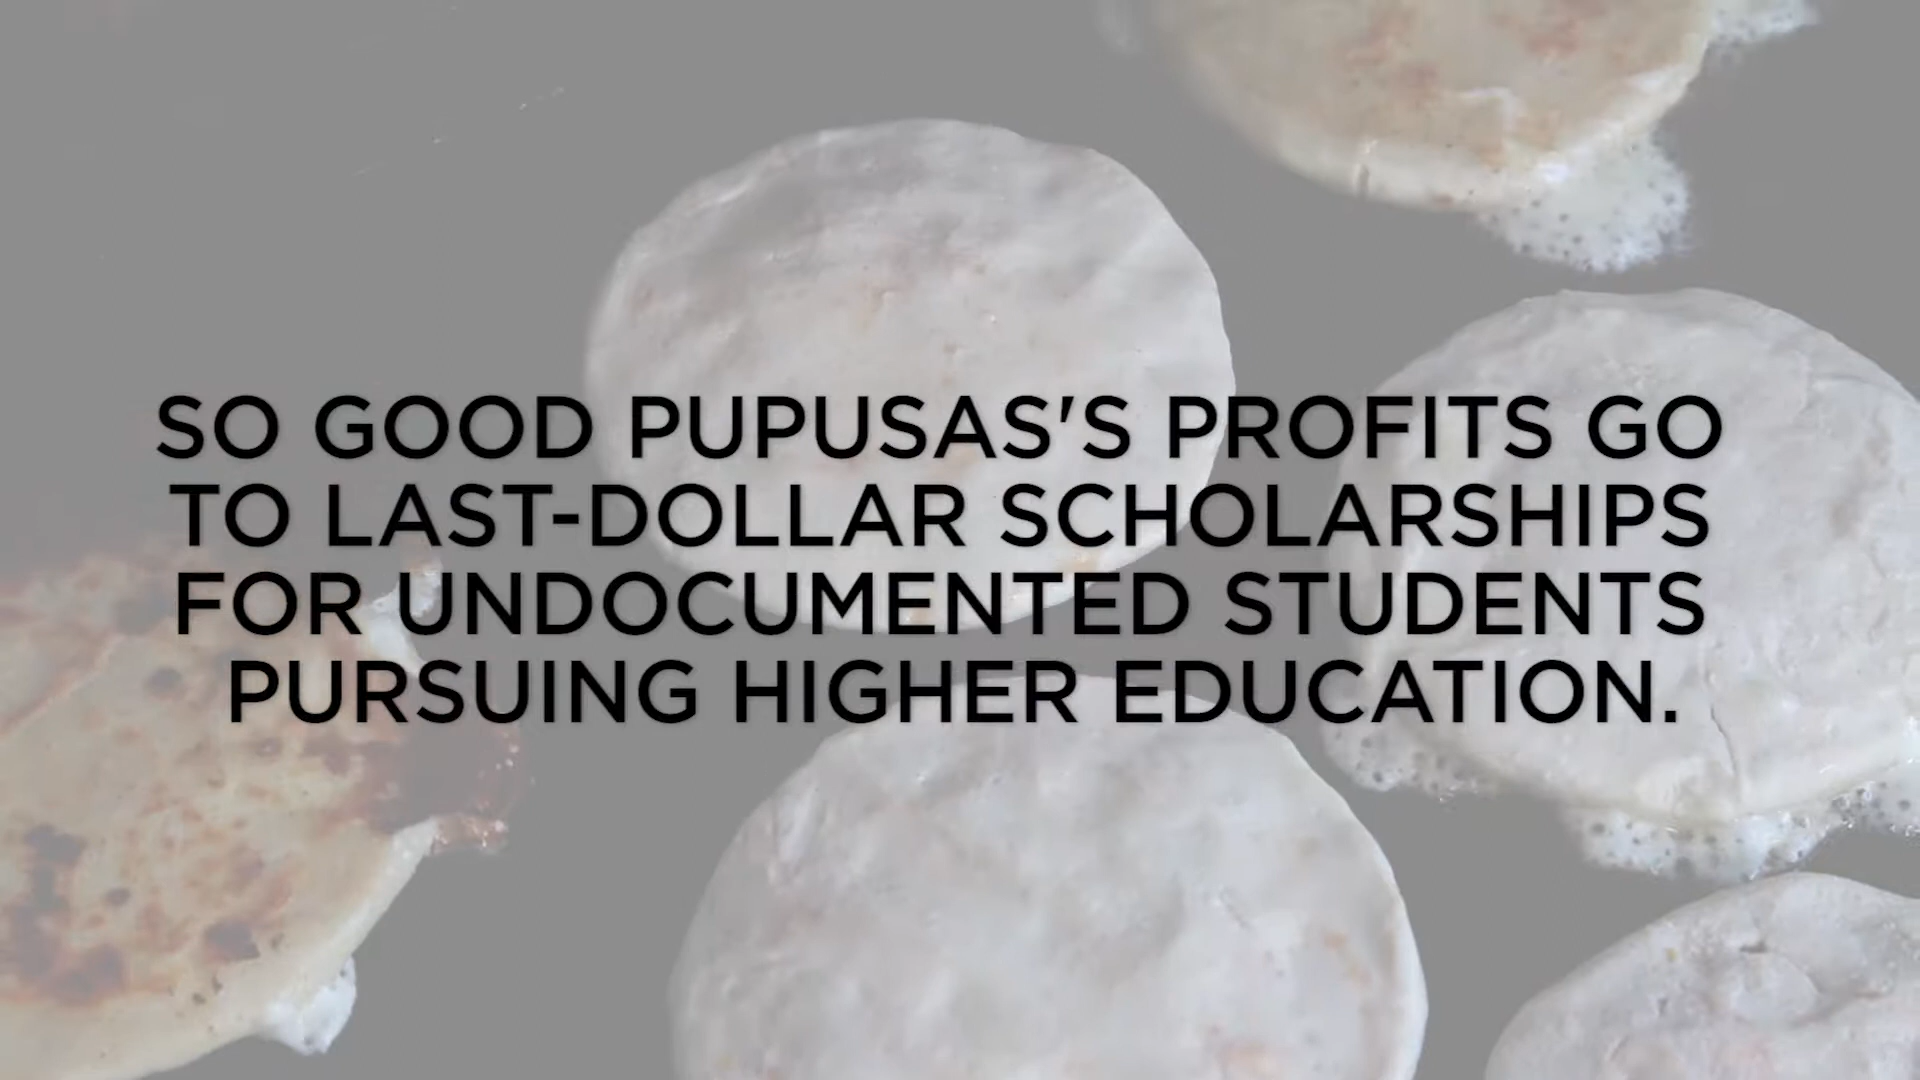 SO GOOD PUPUSAS'S PROFITS GO
TO LAST-DOLLAR SCHOLARSHIPS
FOR UNDOCUMENTED STUDENTS
PURSUING HIGHER EDUCATION.